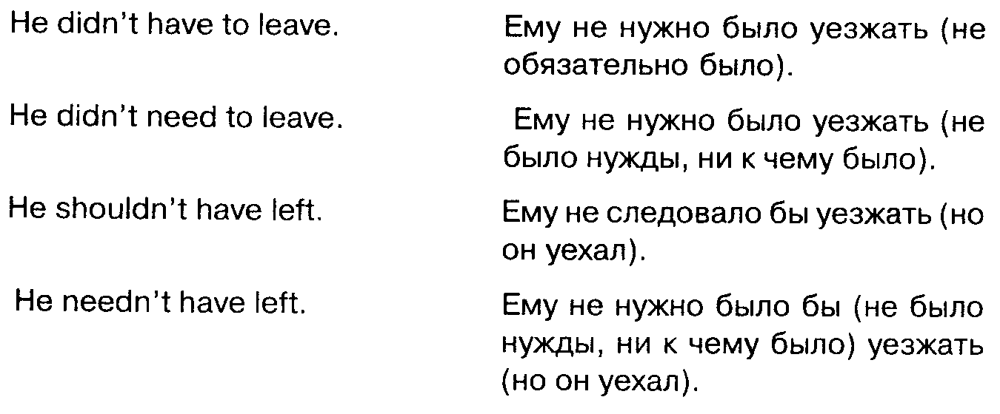 He didn't have to leave.
Ему не нужно было уезжать (не
обязательно было).
He didn't need to leave.
Ему не нужно было уезжать (не
было нужды, ни к чему было).
He shouldn't have left.
Ему не следовало бы уезжать (но
он уехал).
He needn't have left.
Ему не нужно было бы (не было
нужды, ни к чему было) уезжать
(но он уехал).